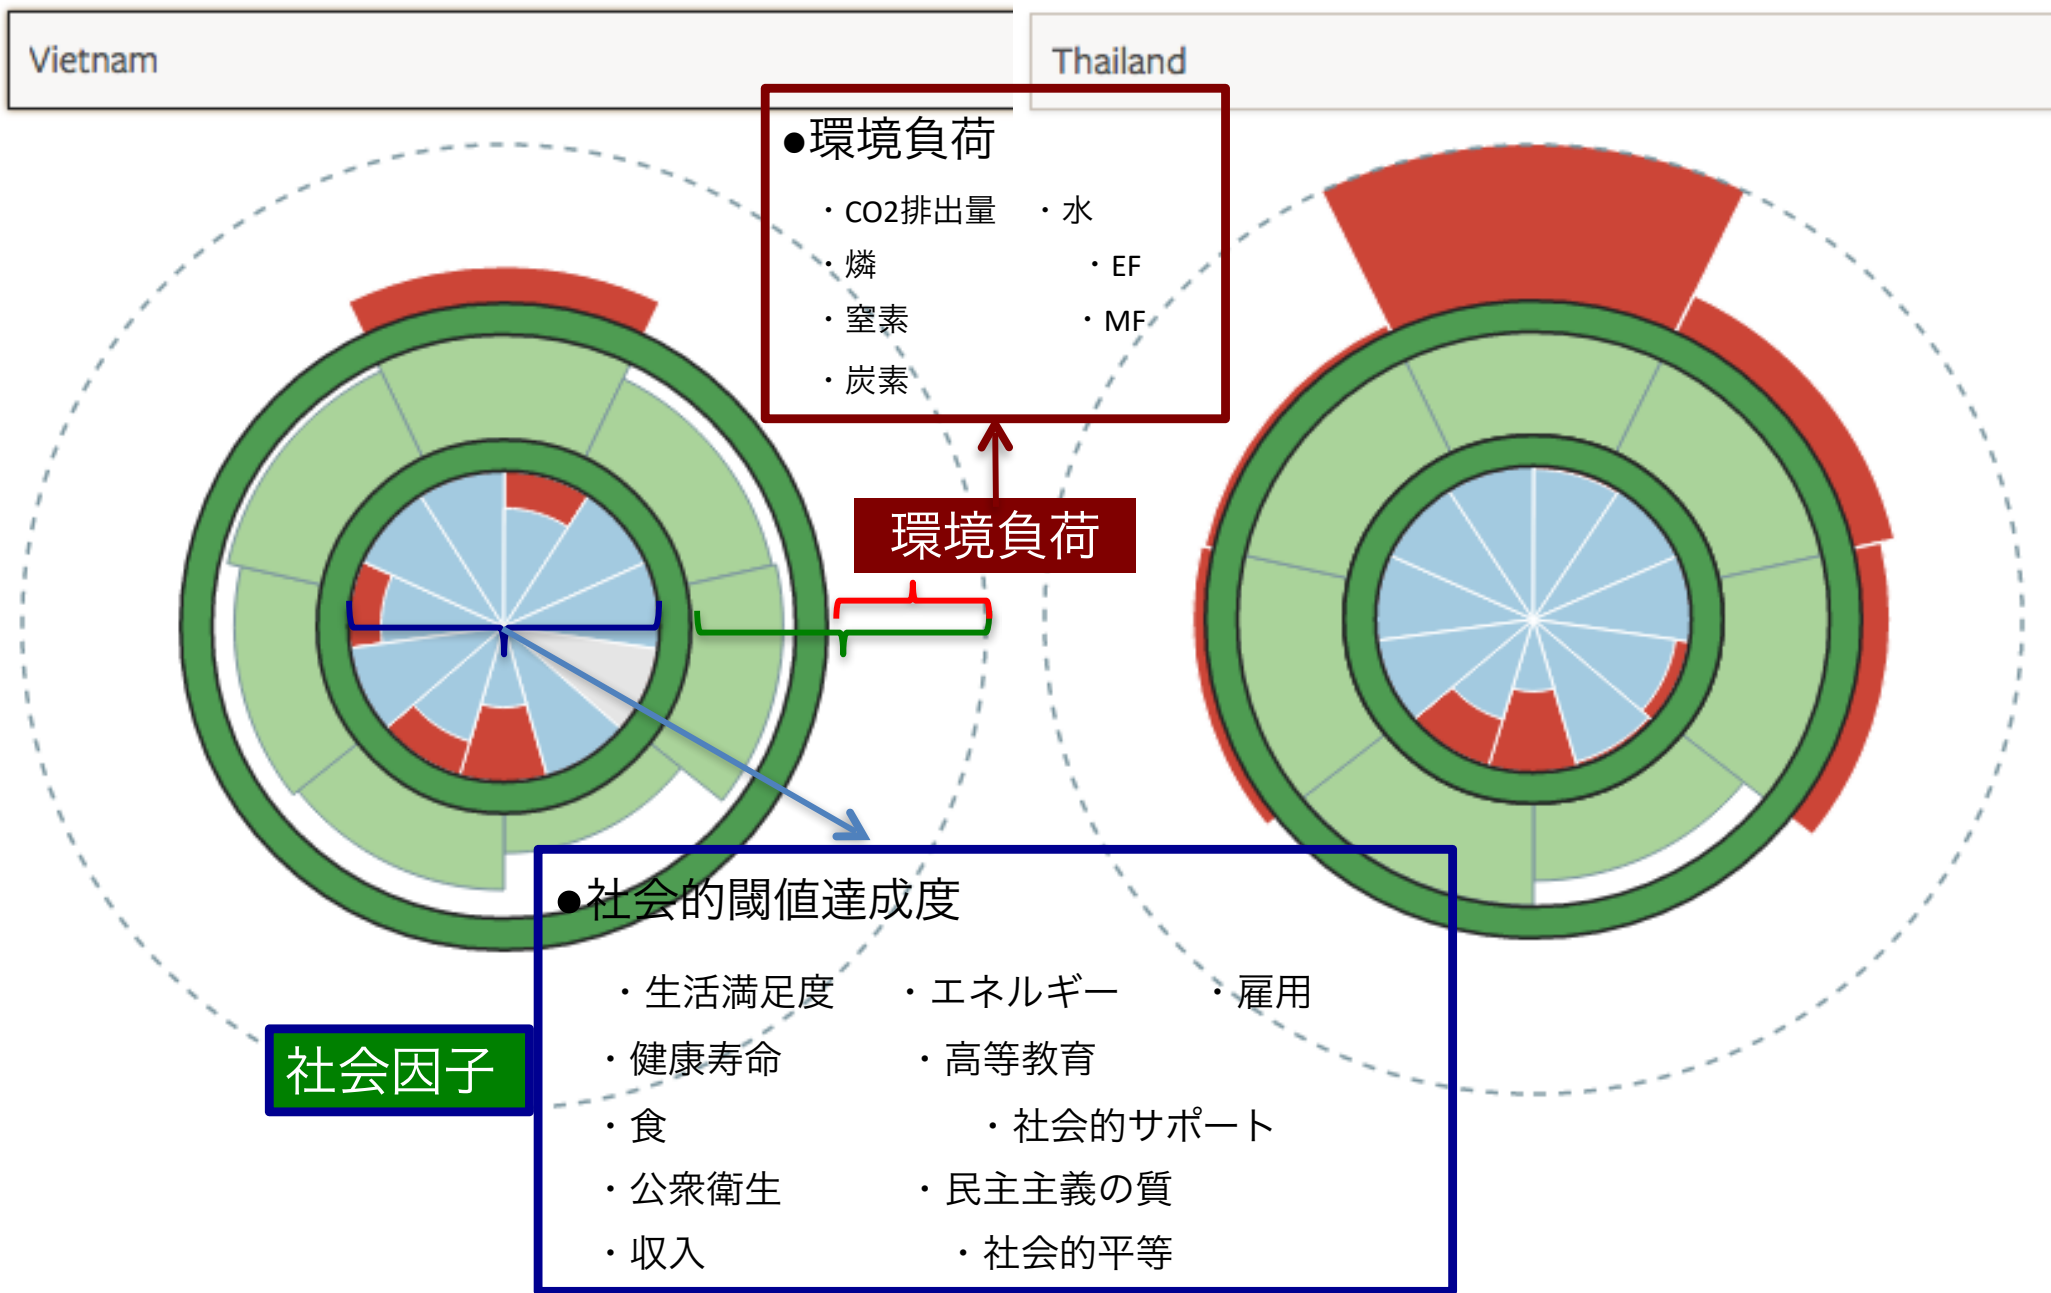 Vietnam
Thailand
●環境負荷
・CO2排出量 ・水
・燐 ・EF
・窒素 ・MF
・炭素
環境負荷
●社会的閾値達成度
・生活満足度 ・エネルギー ・雇用
・健康寿命 ・高等教育
・食 ・社会的サポート
・公衆衛生 ・民主主義の質
・収入 ・社会的平等
社会因子